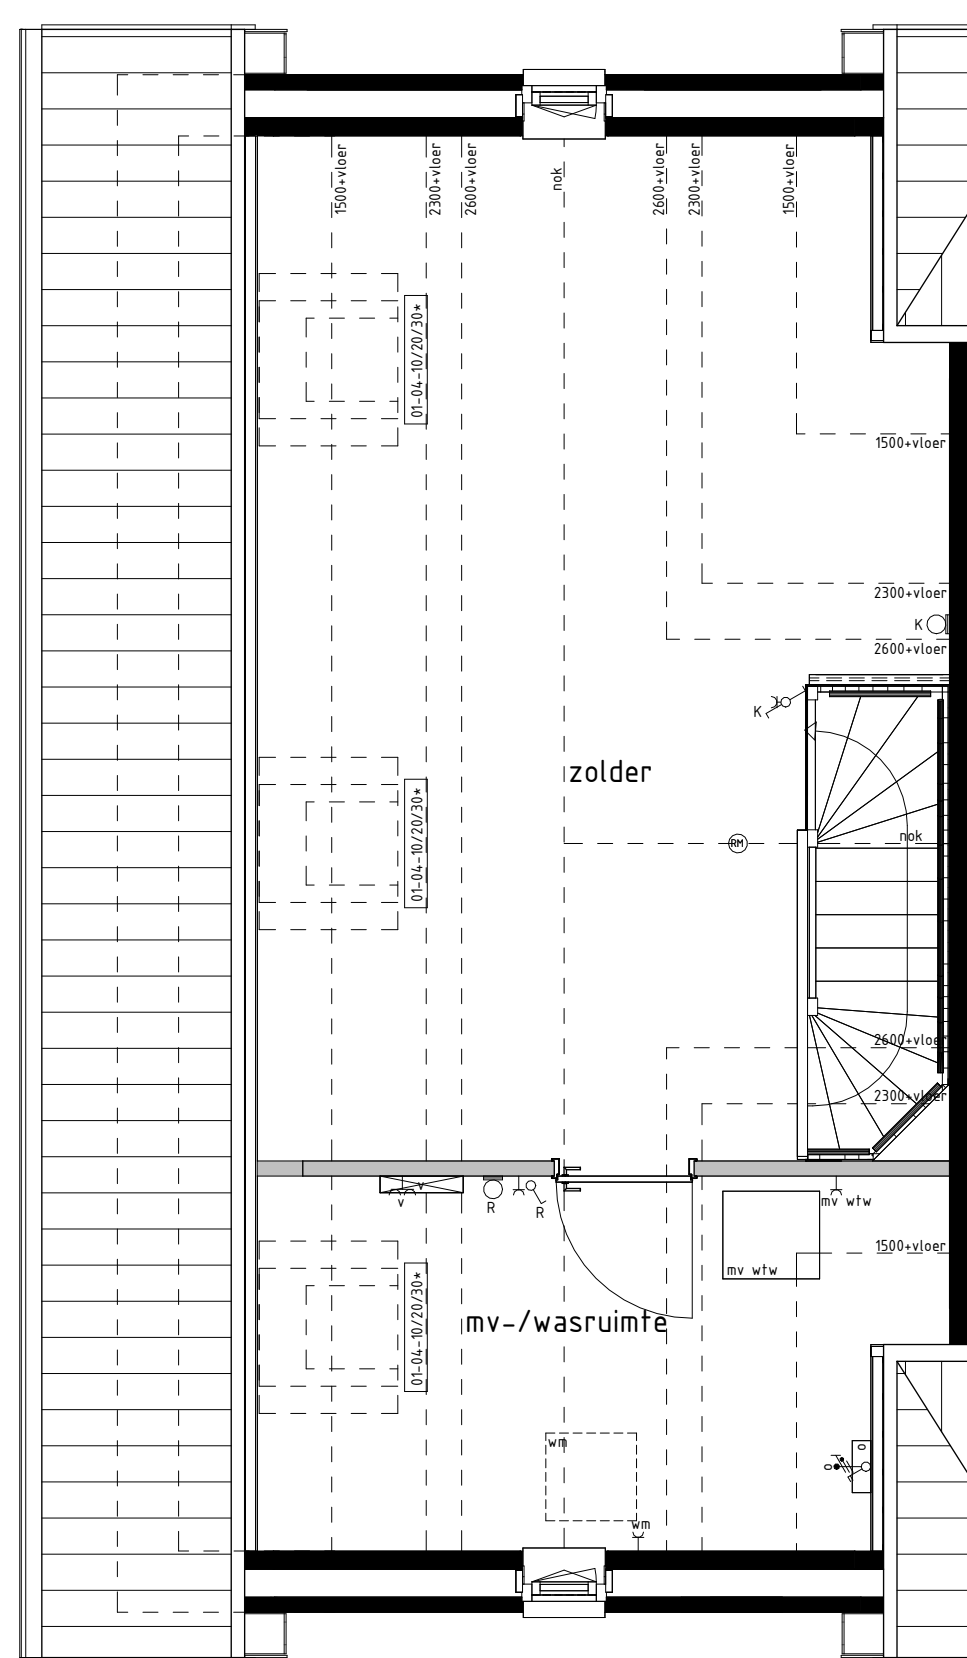 1500+vloer
2300+vloer
2600+vloer
nok
2600+vloer
2300+vloer
1500+vloer
01-04-10/20/30*
1500+vloer
2300+vloer
K
2600+vloer
K
zolder
01-04-10/20/30*
RM
nok
2600+vloer
2300+vloer
v
v
R
R
mv wtw
1500+vloer
mv wtw
01-04-10/20/30*
mv-/wasruimte
wm
o
o
wm